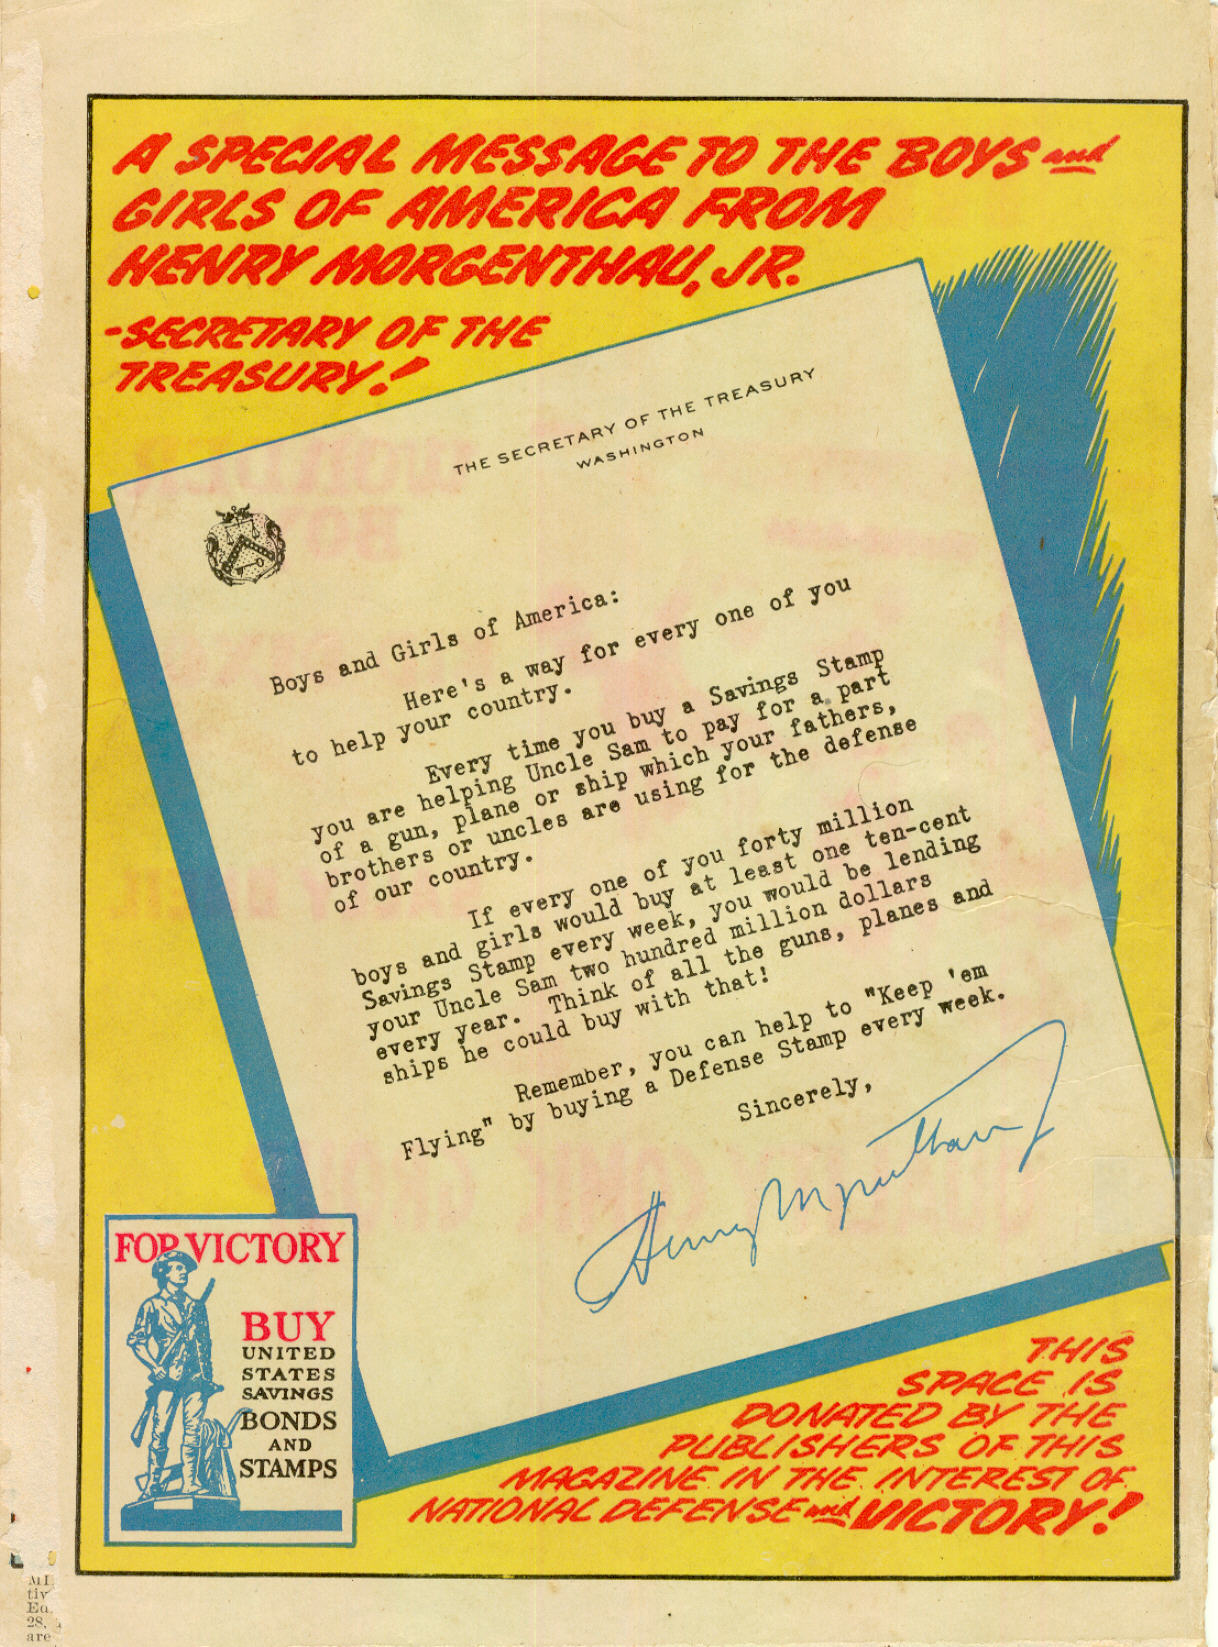 A SPECIAL MESSAGE TO THE BOYS and
GIRLS OF AMERICA FROM
HENRY MORGENTHAU, JR.
-SECRETARY OF THE
TREASURY!
THE SECRETARY OF THE TREASURY
WASHINGTON
Boys and Girls of America:
Here's a way for every one of you
to help your country.
Every time you buy a Savings Stamp
you are helping Uncle Sam to pay for a part
of a gun, plane or ship which your fathers,
brothers or uncles are using for the defense
of our country.
If every one of you forty million
boys and girls would buy at least one ten-cent
Savings Stamp every week, you would be lending
your Uncle Sam two hundred million dollars
every year. Think of all the guns, planes and
ships he could buy with that!
Remember, you can help to "Keep 'em
Flying" by buying a Defense Stamp every week.
Sincerely,
Henry Morgenthau Jr
FOR VICTORY
BUY
UNITED
STATES
SAVINGS
BONDS
AND
STAMPS
THIS
SPACE IS
DONATED BY THE
PUBLISHERS OF THIS
MAGAZINE IN THE INTEREST OF
NATIONAL DEFENSE and VICTORY!
28,
are